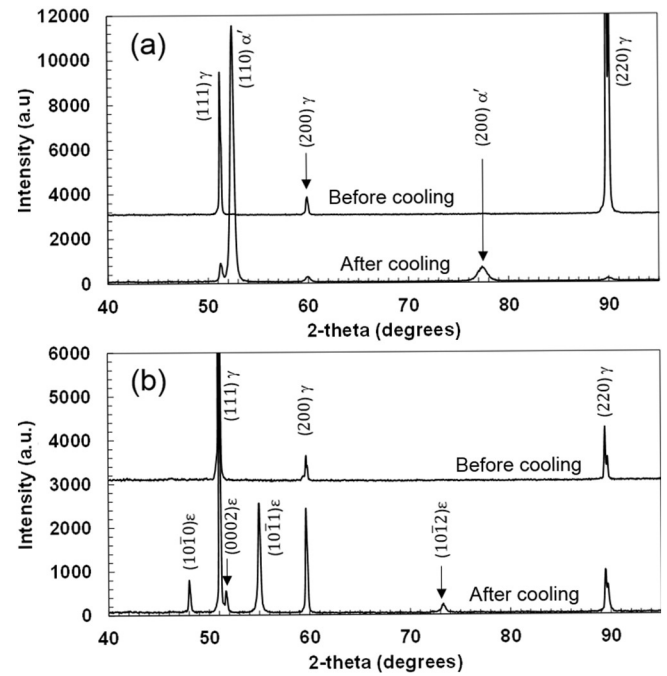 (a)
12000
10000
8000
6000
4000
2000
0
Intensity (a.u)
(111) γ
(110) α′
(200) γ
(200) α′
(220) γ
Before cooling
After cooling
40 50 60 70 80 90
2-theta (degrees)
(b)
6000
5000
4000
3000
2000
1000
0
Intensity (a.u.)
(111) γ
(200) γ
(220) γ
Before cooling
(101̅0)ε
(0002)ε
(101̅1)ε
(101̅2)ε
After cooling
40 50 60 70 80 90
2-theta (degrees)